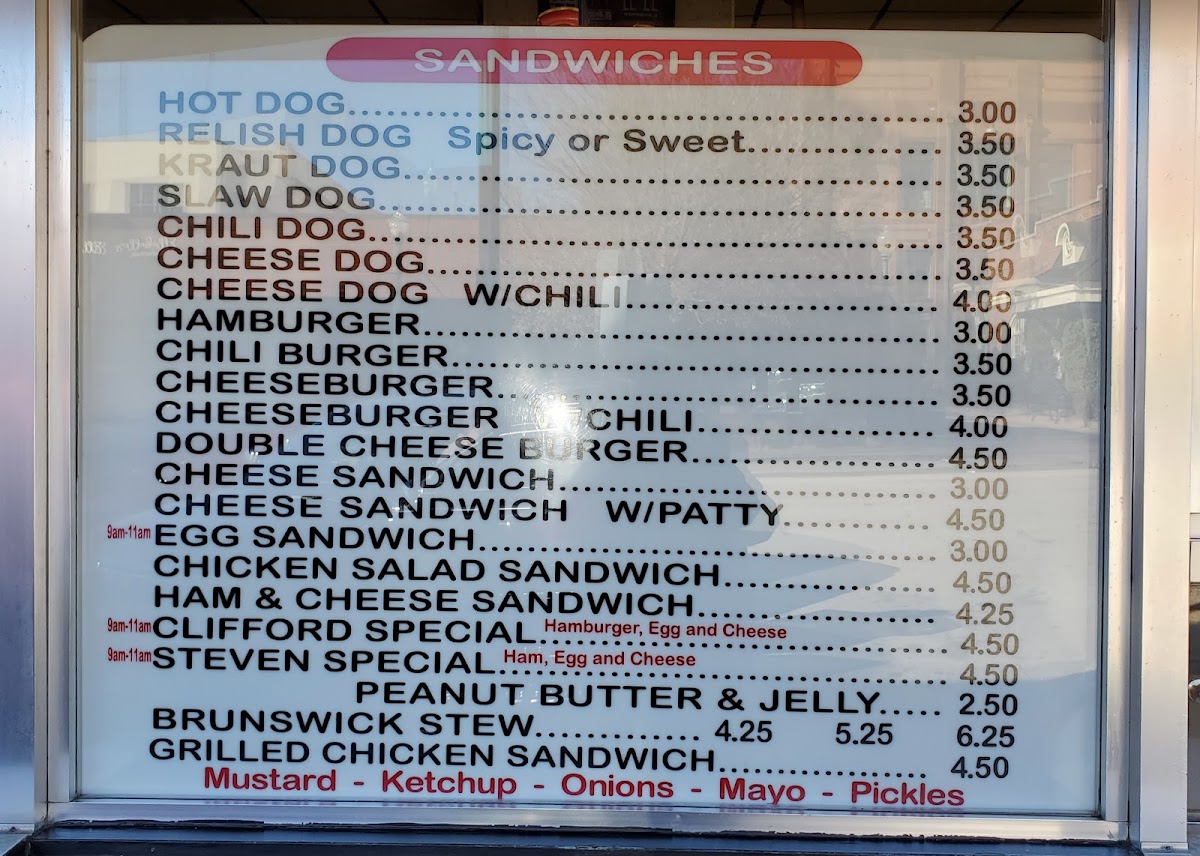 SANDWICHES
HOT DOG........................................ 3.00
RELISH DOG Spicy or Sweet............... 3.50
KRAUT DOG.................................... 3.50
SLAW DOG...................................... 3.50
CHILI DOG....................................... 3.50
CHEESE DOG................................... 3.50
CHEESE DOG W/CHILI..................... 4.00
HAMBURGER................................... 3.00
CHILI BURGER................................. 3.50
CHEESEBURGER.............................. 3.50
CHEESEBURGER CHILI................ 4.00
DOUBLE CHEESE BURGER................. 4.50
CHEESE SANDWICH.......................... 3.00
CHEESE SANDWICH W/PATTY........... 4.50
9am-11am EGG SANDWICH............................... 3.00
CHICKEN SALAD SANDWICH.............. 4.50
HAM & CHEESE SANDWICH................ 4.25
9am-11am CLIFFORD SPECIAL Hamburger, Egg and Cheese............................ 4.50
9am-11am STEVEN SPECIAL Ham, Egg and Cheese.............................. 4.50
PEANUT BUTTER & JELLY..... 2.50
BRUNSWICK STEW............. 4.25 5.25 6.25
GRILLED CHICKEN SANDWICH................ 4.50
Mustard - Ketchup - Onions - Mayo - Pickles